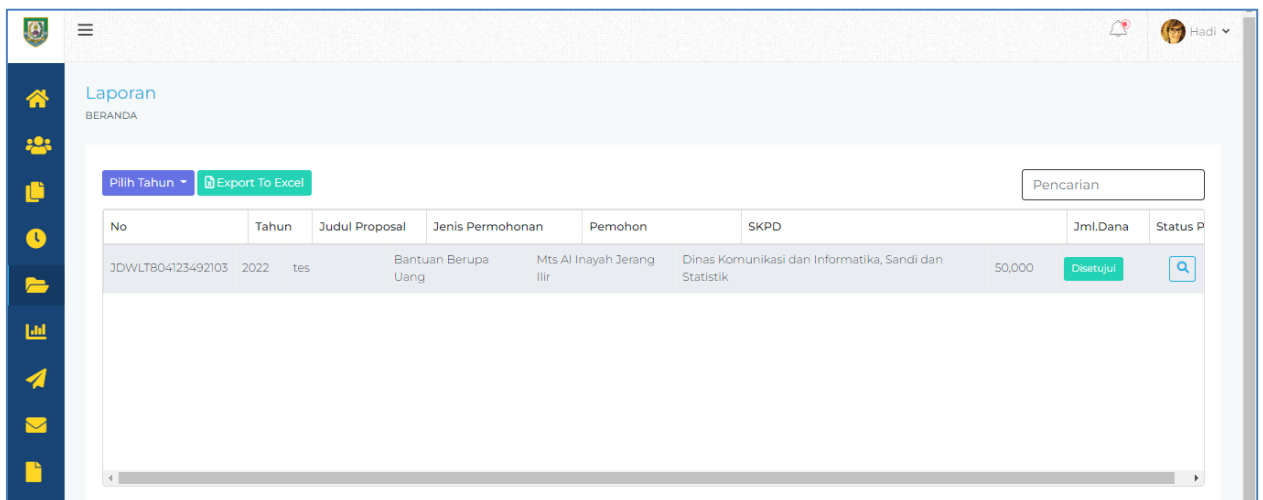 Hadi
Laporan
BERANDA
Pilih Tahun
Export To Excel
Pencarian
No Tahun Judul Proposal Jenis Permohonan Pemohon SKPD Jml.Dana Status P
JDWLT804123492103 2022 tes Bantuan Berupa Uang Mts Al Inayah Jerang Ilir Dinas Komunikasi dan Informatika, Sandi dan Statistik 50,000 Disetujui